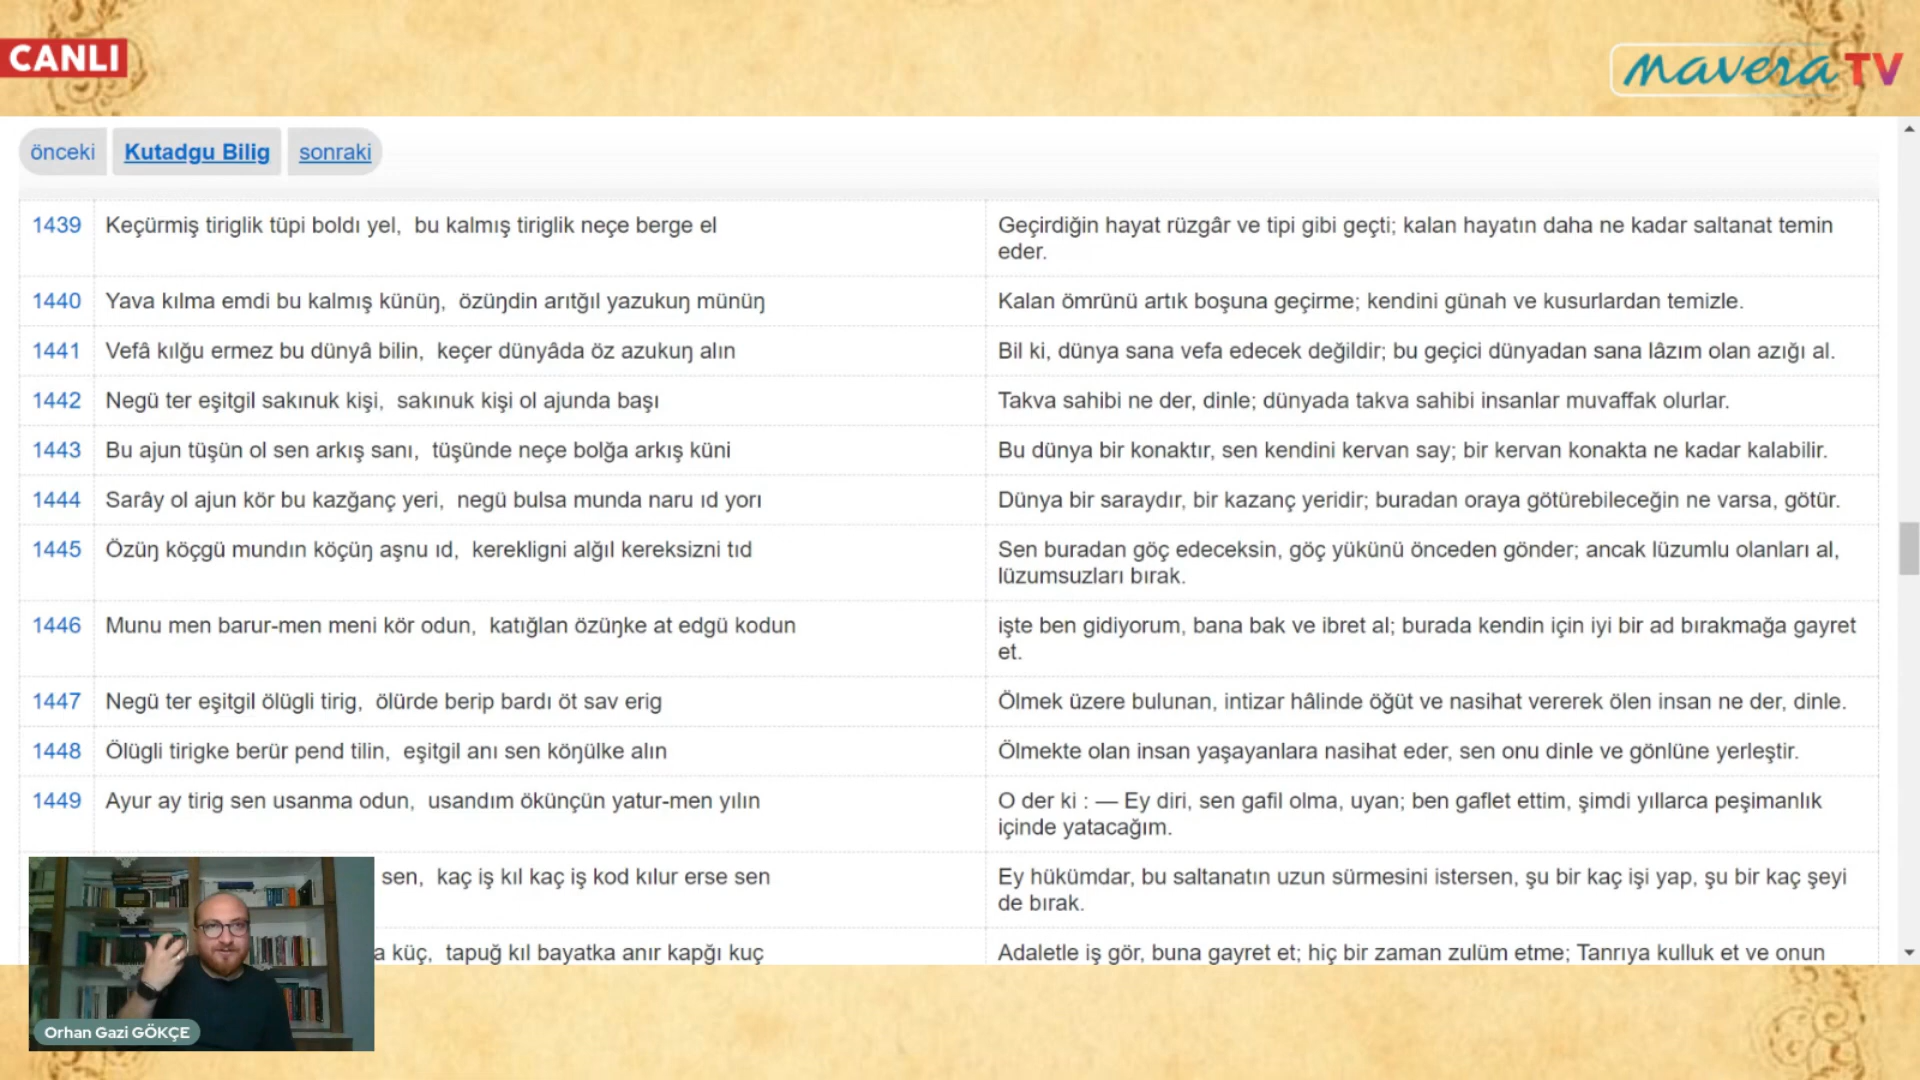 CANLI
mavera TV
önceki Kutadgu Bilig sonraki
1439 Keçürmiş tiriglik tüpi boldı yel, bu kalmış tiriglik neçe berge el Geçirdiğin hayat rüzgâr ve tipi gibi geçti; kalan hayatın daha ne kadar saltanat temin
eder.
1440 Yava kılma emdi bu kalmış künüŋ, özüŋdin arıtğıl yazukuŋ münüŋ Kalan ömrünü artık boşuna geçirme; kendini günah ve kusurlardan temizle.
1441 Vefâ kılğu ermez bu dünyâ bilin, keçer dünyâda öz azukuŋ alın Bil ki, dünya sana vefa edecek değildir; bu geçici dünyadan sana lâzım olan azığı al.
1442 Negü ter eşitgil sakınuk kişi, sakınuk kişi ol ajunda başı Takva sahibi ne der, dinle; dünyada takva sahibi insanlar muvaffak olurlar.
1443 Bu ajun tüşün ol sen arkış sanı, tüşünde neçe bolğa arkış küni Bu dünya bir konaktır, sen kendini kervan say; bir kervan konakta ne kadar kalabilir.
1444 Sarây ol ajun kör bu kazğanç yeri, negü bulsa munda naru ıd yorı Dünya bir saraydır, bir kazanç yeridir; buradan oraya götürebileceğin ne varsa, götür.
1445 Özüŋ köçgü mundın köçüŋ aşnu ıd, kerekligni alğıl kereksizni tıd Sen buradan göç edeceksin, göç yükünü önceden gönder; ancak lüzumlu olanları al,
lüzumsuzları bırak.
1446 Munu men barur-men meni kör odun, katığlan özüŋke at edgü kodun işte ben gidiyorum, bana bak ve ibret al; burada kendin için iyi bir ad bırakmağa gayret
et.
1447 Negü ter eşitgil ölügli tirig, ölürde berip bardı öt sav erig Ölmek üzere bulunan, intizar hâlinde öğüt ve nasihat vererek ölen insan ne der, dinle.
1448 Ölügli tirigke berür pend tilin, eşitgil anı sen köŋülke alın Ölmekte olan insan yaşayanlara nasihat eder, sen onu dinle ve gönlüne yerleştir.
1449 Ayur ay tirig sen usanma odun, usandım ökünçün yatur-men yılın O der ki : — Ey diri, sen gafil olma, uyan; ben gaflet ettim, şimdi yıllarca peşimanlık
içinde yatacağım.
sen, kaç iş kıl kaç iş kod kılur erse sen Ey hükümdar, bu saltanatın uzun sürmesini istersen, şu bir kaç işi yap, şu bir kaç şeyi
de bırak.
a küç, tapuğ kıl bayatka anır kapğı kuç Adaletle iş gör, buna gayret et; hiç bir zaman zulüm etme; Tanrıya kulluk et ve onun
Orhan Gazi GÖKÇE